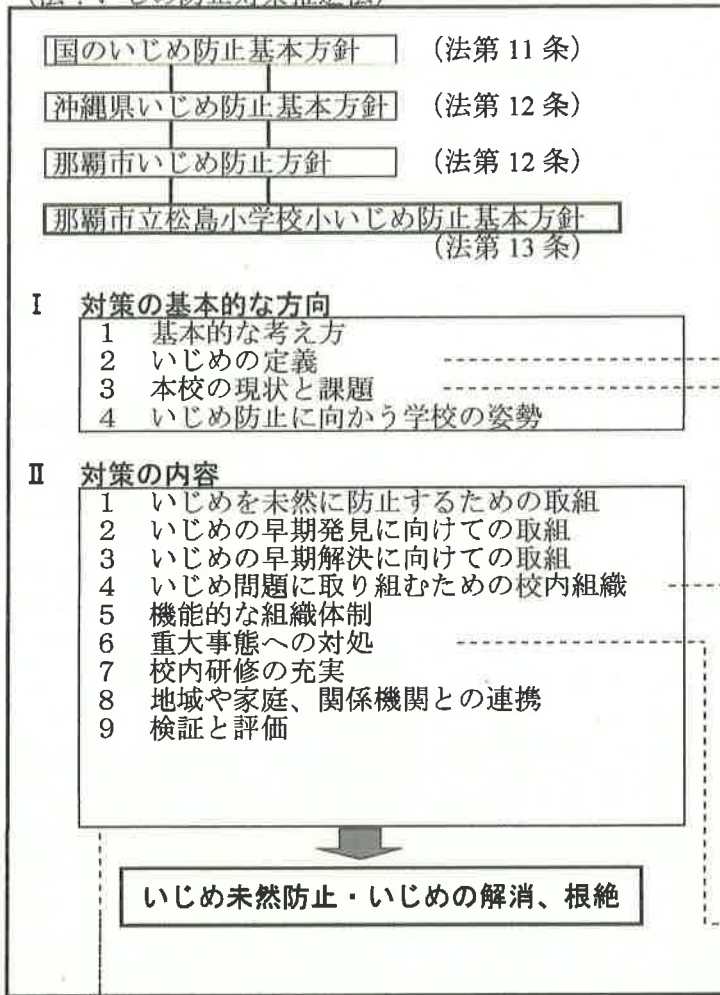 (法：いじめ防止対策推進法)
国のいじめ防止基本方針 (法第11条)
沖縄県いじめ防止基本方針 (法第12条)
那覇市いじめ防止方針 (法第12条)
那覇市立松島小学校小いじめ防止基本方針
(法第13条)
Ⅰ 対策の基本的な方向
1 基本的な考え方
2 いじめの定義
3 本校の現状と課題
4 いじめ防止に向かう学校の姿勢
Ⅱ 対策の内容
1 いじめを未然に防止するための取組
2 いじめの早期発見に向けての取組
3 いじめの早期解決に向けての取組
4 いじめ問題に取り組むための校内組織
5 機能的な組織体制
6 重大事態への対処
7 校内研修の充実
8 地域や家庭、関係機関との連携
9 検証と評価
いじめ未然防止・いじめの解消、根絶